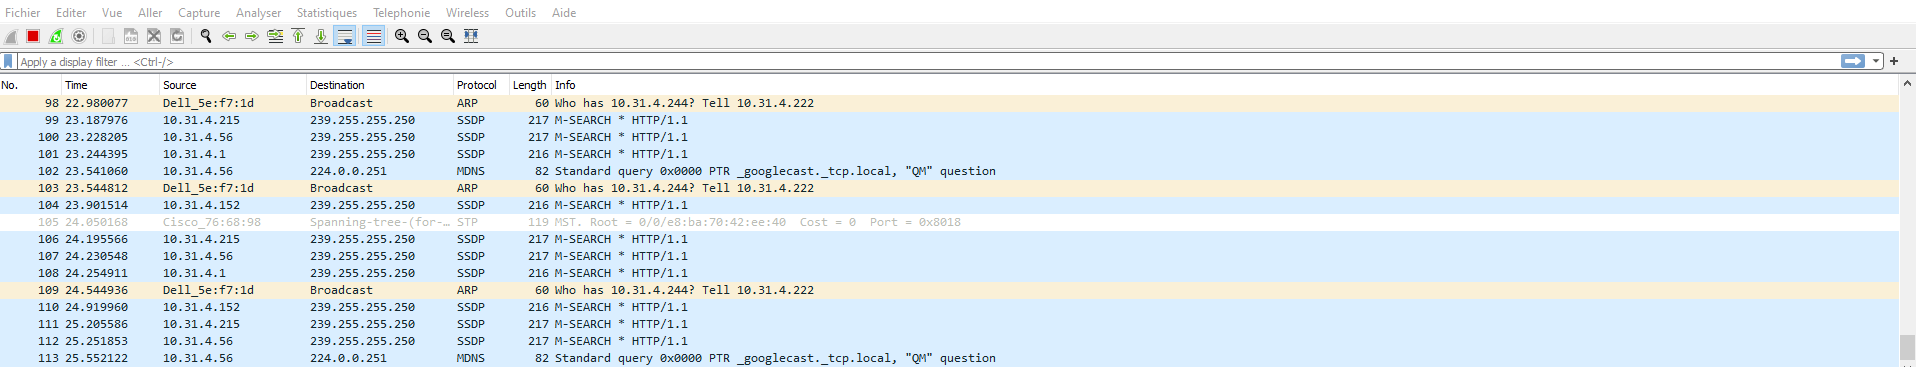 Fichier Editer Vue Aller Capture Analyser Statistiques Telephonie Wireless Outils Aide
Apply a display filter ... <Ctrl-/>
No. Time Source Destination Protocol Length Info
98 22.980077 Dell_5e:f7:1d Broadcast ARP 60 Who has 10.31.4.244? Tell 10.31.4.222
99 23.187976 10.31.4.215 239.255.255.250 SSDP 217 M-SEARCH * HTTP/1.1
100 23.228205 10.31.4.56 239.255.255.250 SSDP 217 M-SEARCH * HTTP/1.1
101 23.244395 10.31.4.1 239.255.255.250 SSDP 216 M-SEARCH * HTTP/1.1
102 23.541060 10.31.4.56 224.0.0.251 MDNS 82 Standard query 0x0000 PTR _googlecast._tcp.local, "QM" question
103 23.544812 Dell_5e:f7:1d Broadcast ARP 60 Who has 10.31.4.244? Tell 10.31.4.222
104 23.901514 10.31.4.152 239.255.255.250 SSDP 216 M-SEARCH * HTTP/1.1
105 24.050168 Cisco_76:68:98 Spanning-tree-(for-… STP 119 MST. Root = 0/0/e8:ba:70:42:ee:40 Cost = 0 Port = 0x8018
106 24.195566 10.31.4.215 239.255.255.250 SSDP 217 M-SEARCH * HTTP/1.1
107 24.230548 10.31.4.56 239.255.255.250 SSDP 217 M-SEARCH * HTTP/1.1
108 24.254911 10.31.4.1 239.255.255.250 SSDP 216 M-SEARCH * HTTP/1.1
109 24.544936 Dell_5e:f7:1d Broadcast ARP 60 Who has 10.31.4.244? Tell 10.31.4.222
110 24.919960 10.31.4.152 239.255.255.250 SSDP 216 M-SEARCH * HTTP/1.1
111 25.205586 10.31.4.215 239.255.255.250 SSDP 217 M-SEARCH * HTTP/1.1
112 25.251853 10.31.4.56 239.255.255.250 SSDP 217 M-SEARCH * HTTP/1.1
113 25.552122 10.31.4.56 224.0.0.251 MDNS 82 Standard query 0x0000 PTR _googlecast._tcp.local, "QM" question